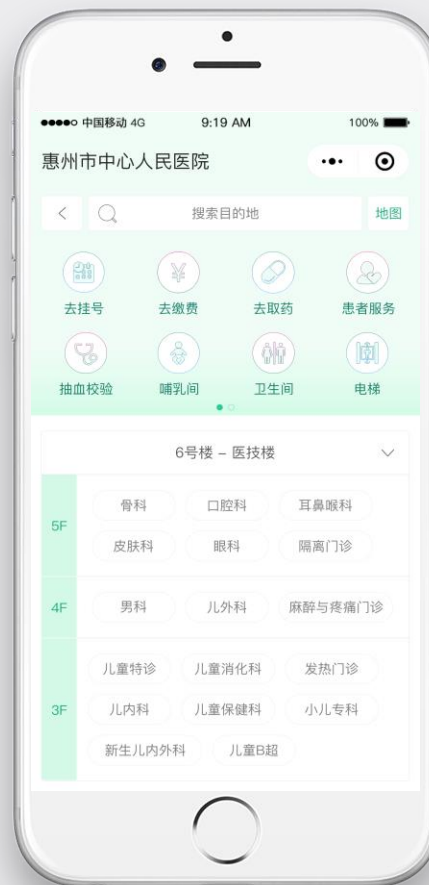 中国移动 4G 9:19 AM 100%
惠州市中心人民医院
搜索目的地 地图
去挂号 去缴费 去取药 患者服务
抽血校验 哺乳间 卫生间 电梯
6号楼 – 医技楼
骨科 口腔科 耳鼻喉科
5F
皮肤科 眼科 隔离门诊
4F 男科 儿外科 麻醉与疼痛门诊
儿童特诊 儿童消化科 发热门诊
3F 儿内科 儿童保健科 小儿专科
新生儿内外科 儿童B超